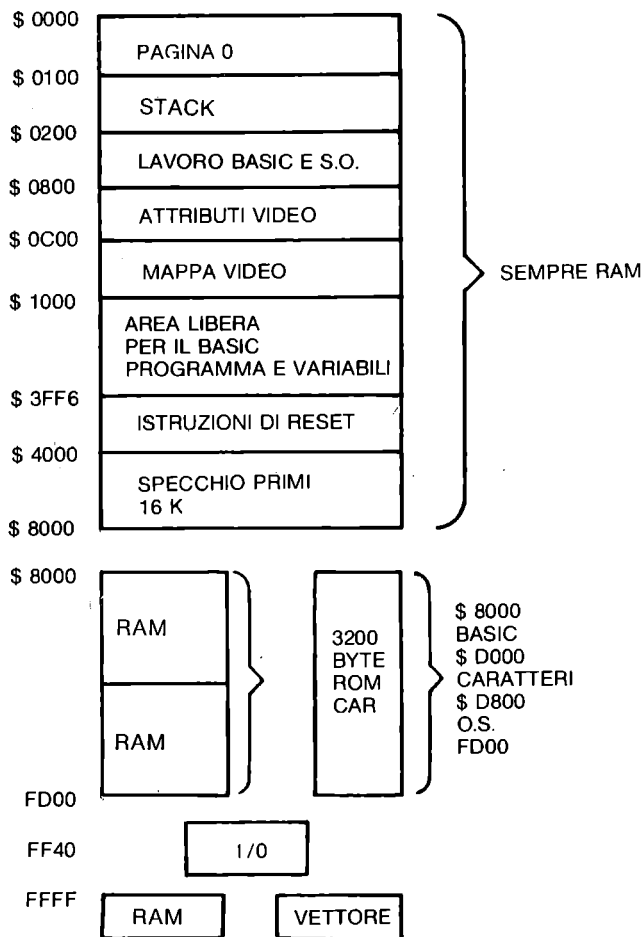 $ 0000
PAGINA 0
$ 0100
STACK
$ 0200
LAVORO BASIC E S.O.
$ 0800
ATTRIBUTI VIDEO
$ 0C00
MAPPA VIDEO
$ 1000
AREA LIBERA
PER IL BASIC
PROGRAMMA E VARIABILI
$ 3FF6
ISTRUZIONI DI RESET
$ 4000
SPECCHIO PRIMI
16 K
$ 8000
SEMPRE RAM
$ 8000
RAM
RAM
3200
BYTE
ROM
CAR
$ 8000
BASIC
$ D000
CARATTERI
$ D800
O.S.
FD00
FD00
FF40
1/0
FFFF
RAM
VETTORE